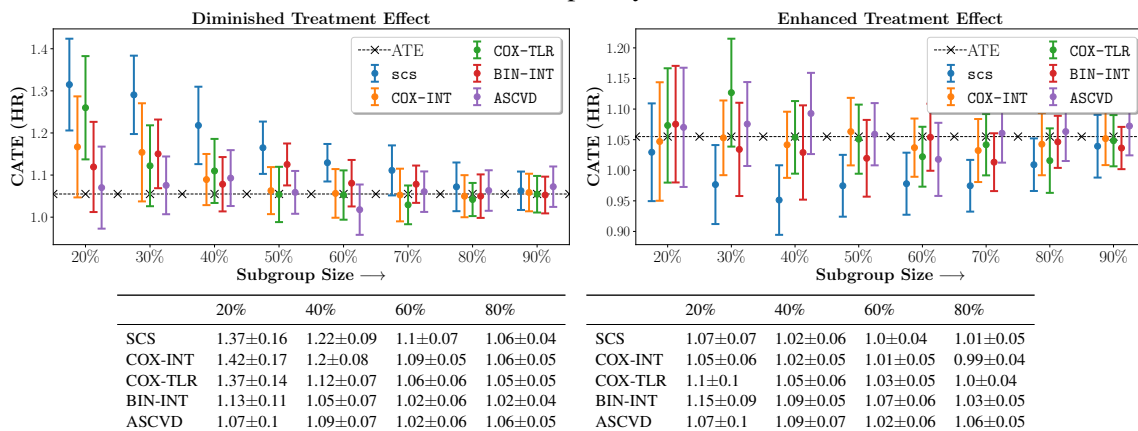 Diminished Treatment Effect
CATE (HR)
1.4
1.3
1.2
1.1
1.0
ATE
scs
COX-INT
COX-TLR
BIN-INT
ASCVD
20% 30% 40% 50% 60% 70% 80% 90%
Subgroup Size →
Enhanced Treatment Effect
CATE (HR)
1.20
1.15
1.10
1.05
1.00
0.95
0.90
ATE
scs
COX-INT
COX-TLR
BIN-INT
ASCVD
20% 30% 40% 50% 60% 70% 80% 90%
Subgroup Size →
20% 40% 60% 80%
SCS 1.37±0.16 1.22±0.09 1.1±0.07 1.06±0.04
COX-INT 1.42±0.17 1.2±0.08 1.09±0.05 1.06±0.05
COX-TLR 1.37±0.14 1.12±0.07 1.06±0.06 1.05±0.05
BIN-INT 1.13±0.11 1.05±0.07 1.02±0.06 1.02±0.04
ASCVD 1.07±0.1 1.09±0.07 1.02±0.06 1.06±0.05
20% 40% 60% 80%
SCS 1.07±0.07 1.02±0.06 1.0±0.04 1.01±0.05
COX-INT 1.05±0.06 1.02±0.05 1.01±0.05 0.99±0.04
COX-TLR 1.1±0.1 1.05±0.06 1.03±0.05 1.0±0.04
BIN-INT 1.15±0.09 1.09±0.05 1.07±0.06 1.03±0.05
ASCVD 1.07±0.1 1.09±0.07 1.02±0.06 1.06±0.05